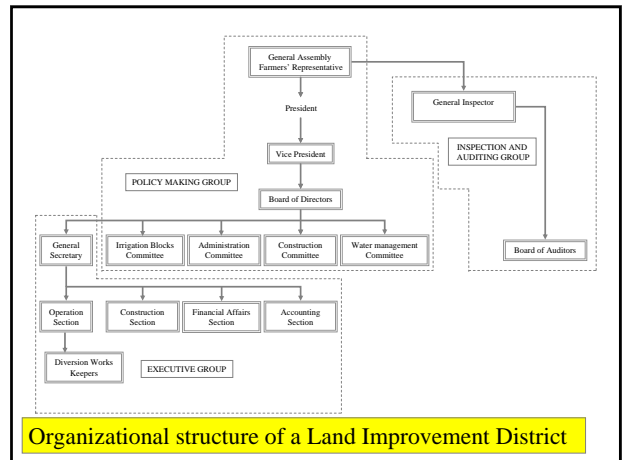 General Assembly
Farmers' Representative
President
General Inspector
INSPECTION AND
AUDITING GROUP
Vice President
POLICY MAKING GROUP
Board of Directors
General
Secretary
Irrigation Blocks
Committee
Administration
Committee
Construction
Committee
Water management
Committee
Board of Auditors
Operation
Section
Construction
Section
Financial Affairs
Section
Accounting
Section
Diversion Works
Keepers
EXECUTIVE GROUP
Organizational structure of a Land Improvement District